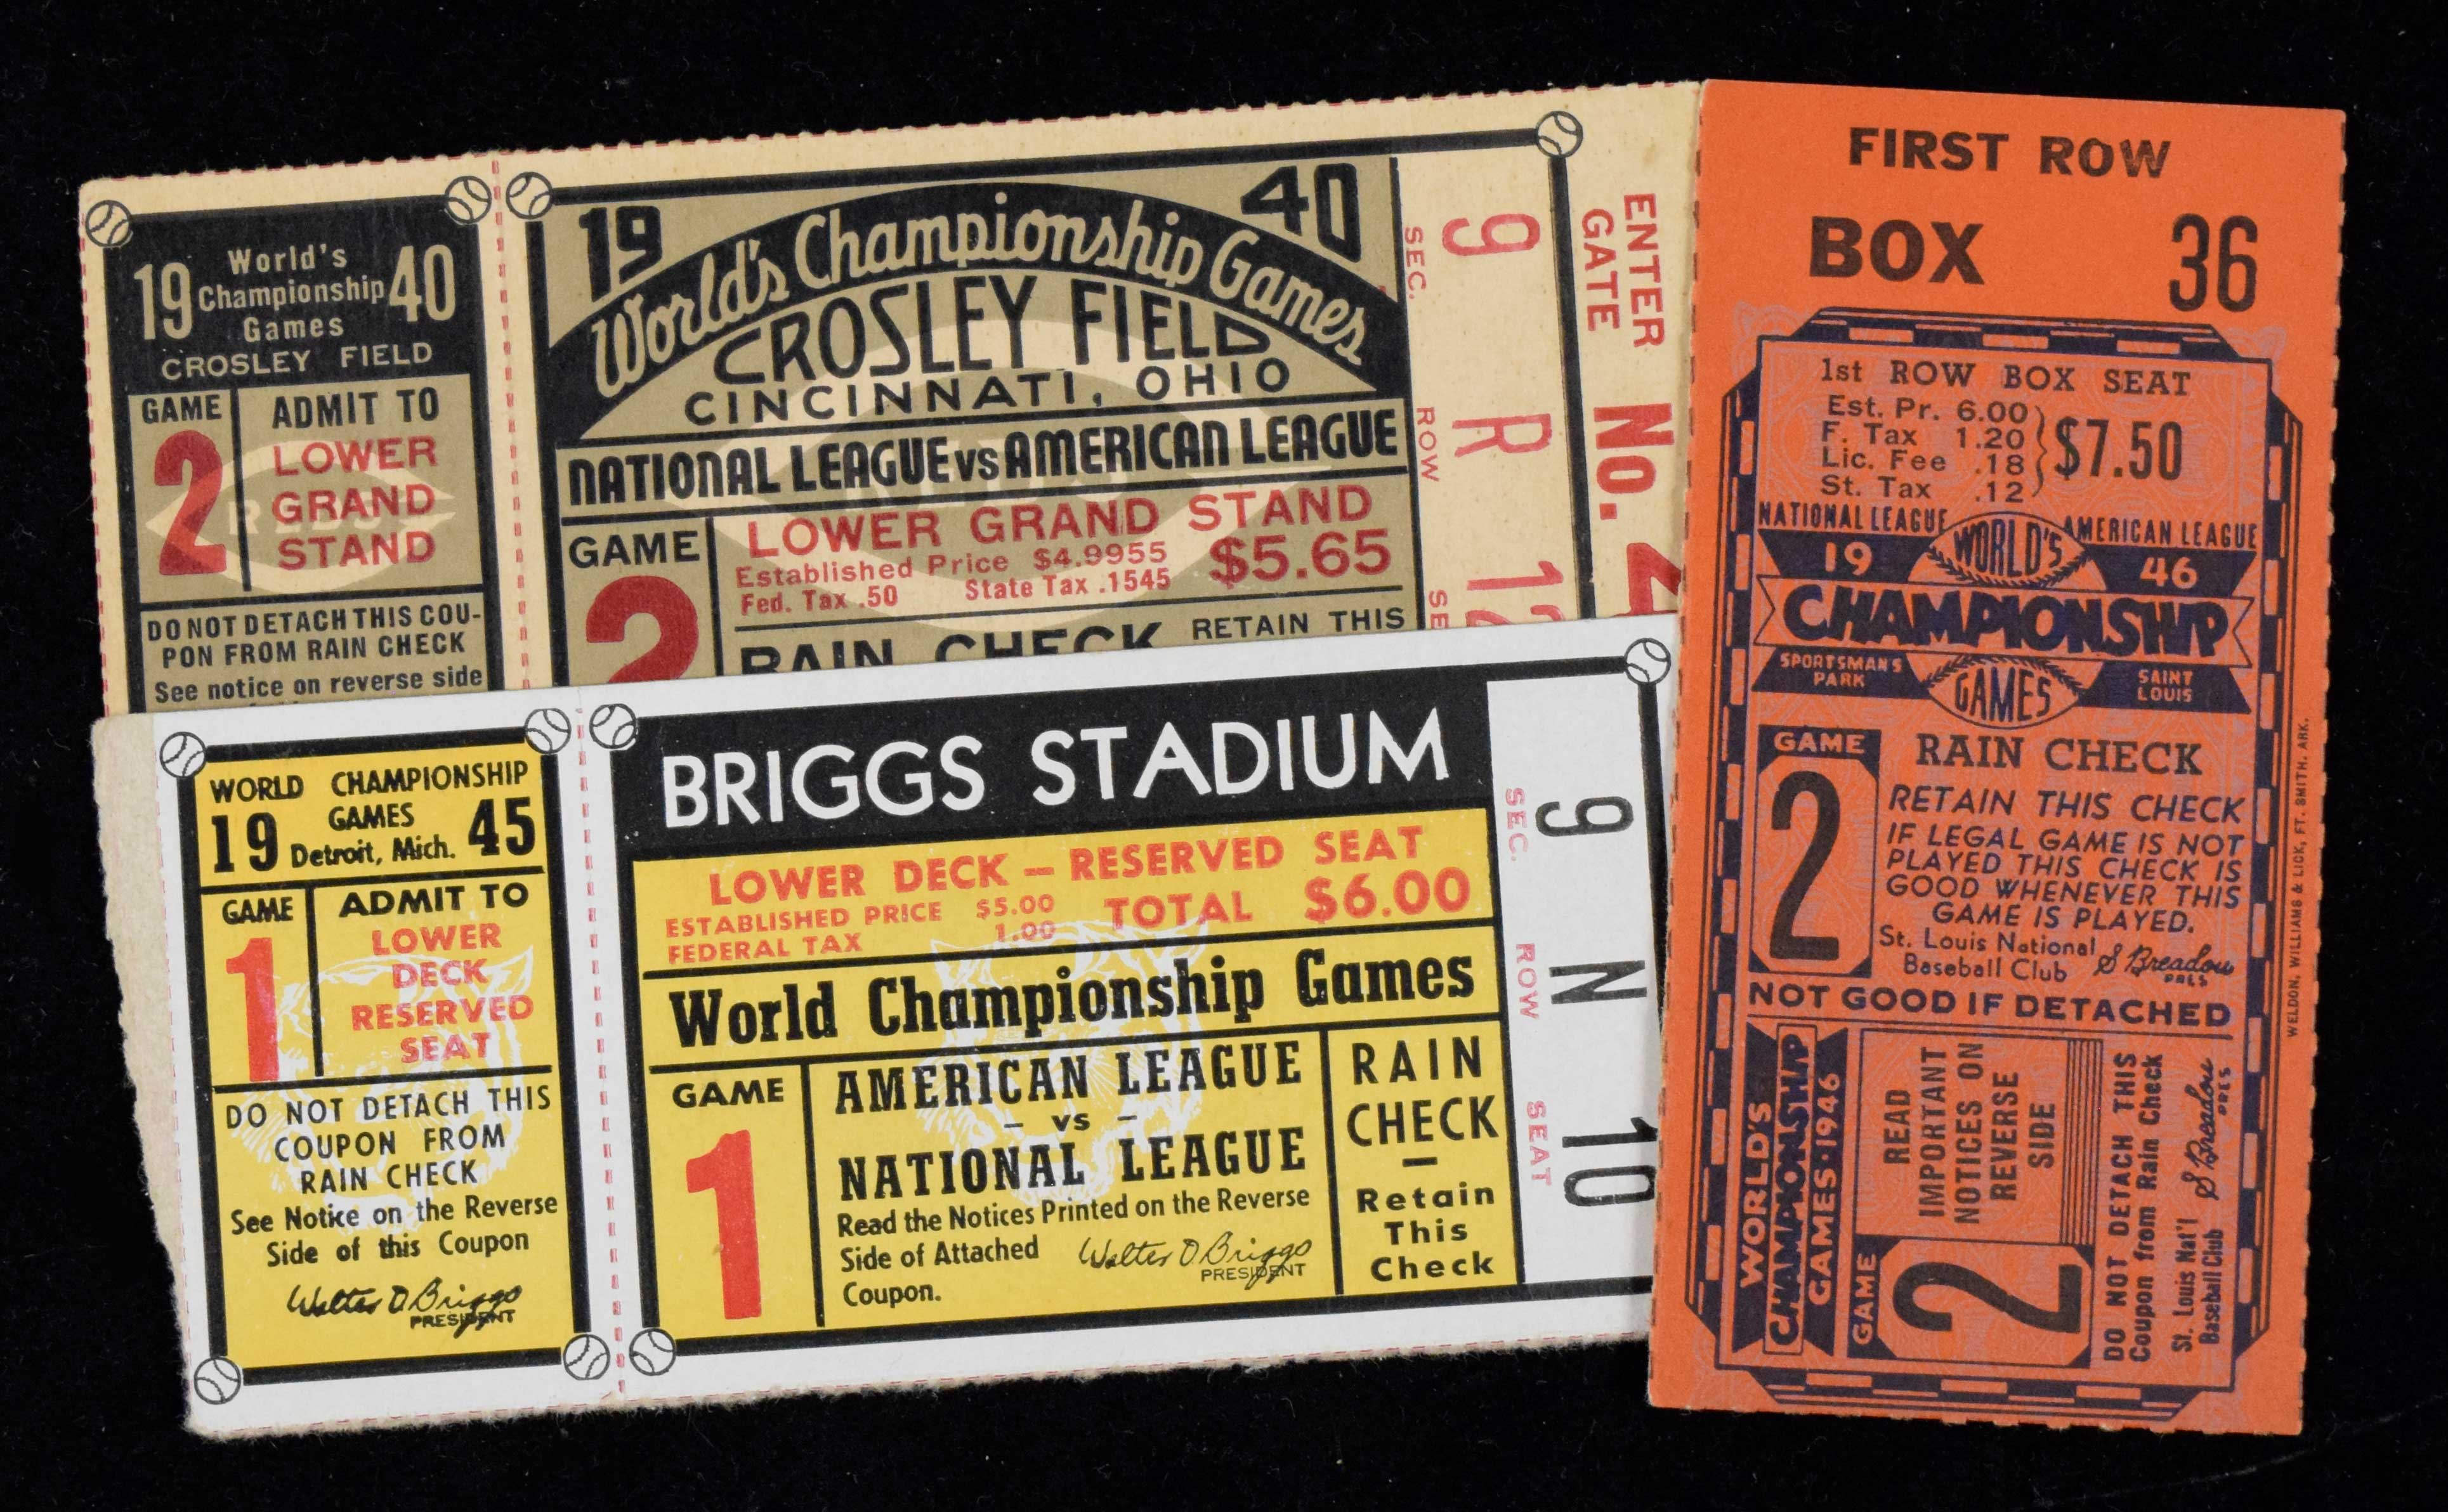 19 World's 40
Championship
Games
CROSLEY FIELD
GAME
2
ADMIT TO
LOWER
GRAND
STAND
REDS
DO NOT DETACH THIS COU-
PON FROM RAIN CHECK
See notice on reverse side
19 40
World's Championship Games
CROSLEY FIELD
CINCINNATI, OHIO
NATIONAL LEAGUE vs AMERICAN LEAGUE
GAME
2
LOWER GRAND STAND
Established Price $4.9955
Fed. Tax .50 State Tax .1545
$5.65
RAIN CHECK RETAIN THIS
SEC. 9
ROW R
12
ENTER
GATE
No.
WORLD CHAMPIONSHIP
GAMES
19 Detroit, Mich. 45
GAME
1
ADMIT TO
LOWER
DECK
RESERVED
SEAT
DO NOT DETACH THIS
COUPON FROM
RAIN CHECK
See Notice on the Reverse
Side of this Coupon
Walter O Briggs
PRESIDENT
BRIGGS STADIUM
LOWER DECK – RESERVED SEAT
ESTABLISHED PRICE $5.00
FEDERAL TAX 1.00
TOTAL $6.00
World Championship Games
GAME
1
AMERICAN LEAGUE
– vs –
NATIONAL LEAGUE
Read the Notices Printed on the Reverse
Side of Attached
Coupon.
Walter O Briggs
PRESIDENT
RAIN
CHECK
–
Retain
This
Check
SEC. 9
ROW N
SEAT 10
FIRST ROW
BOX 36
1st ROW BOX SEAT
Est. Pr. 6.00
F. Tax 1.20
Lic. Fee .18
St. Tax .12
$7.50
NATIONAL LEAGUE AMERICAN LEAGUE
19 WORLD'S 46
CHAMPIONSHIP
SPORTSMAN'S
PARK
GAMES
SAINT
LOUIS
GAME
2
RAIN CHECK
RETAIN THIS CHECK
IF LEGAL GAME IS NOT
PLAYED THIS CHECK IS
GOOD WHENEVER THIS
GAME IS PLAYED.
St. Louis National
Baseball Club
S Breadon
PRES
NOT GOOD IF DETACHED
WORLD'S
CHAMPIONSHIP
GAMES·1946
READ
IMPORTANT
NOTICES ON
REVERSE
SIDE
GAME
2
DO NOT DETACH THIS
Coupon from Rain Check
St. Louis Nat'l
Baseball Club
S Breadon
PRES
WELDON, WILLIAMS & LICK, FT. SMITH, ARK.